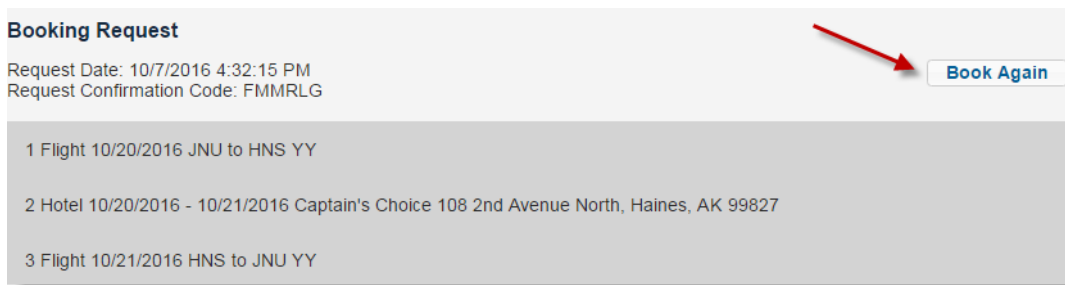 Booking Request
Request Date: 10/7/2016 4:32:15 PM
Request Confirmation Code: FMMRLG
Book Again
1 Flight 10/20/2016 JNU to HNS YY
2 Hotel 10/20/2016 - 10/21/2016 Captain's Choice 108 2nd Avenue North, Haines, AK 99827
3 Flight 10/21/2016 HNS to JNU YY